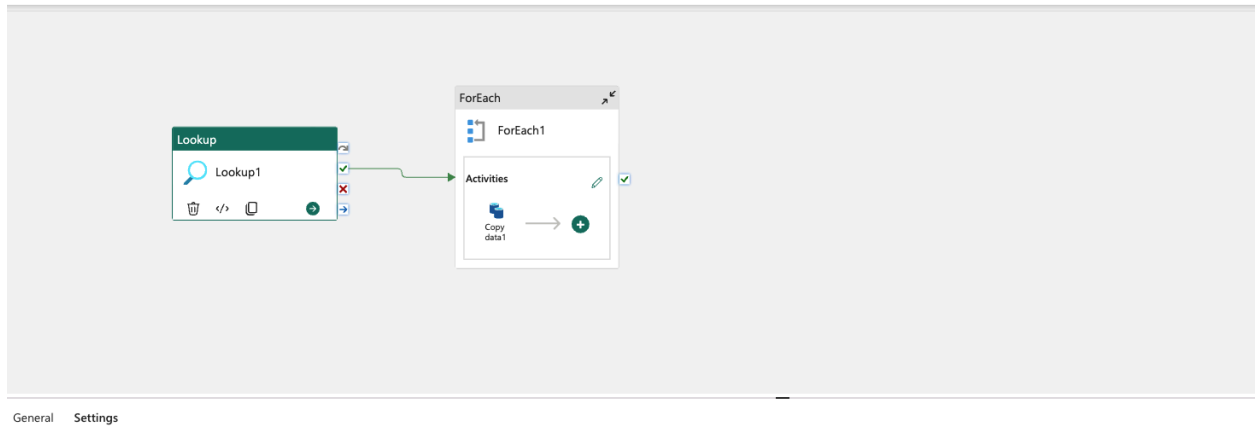 Lookup
Lookup1
ForEach
ForEach1
Activities
Copy
data1
General Settings